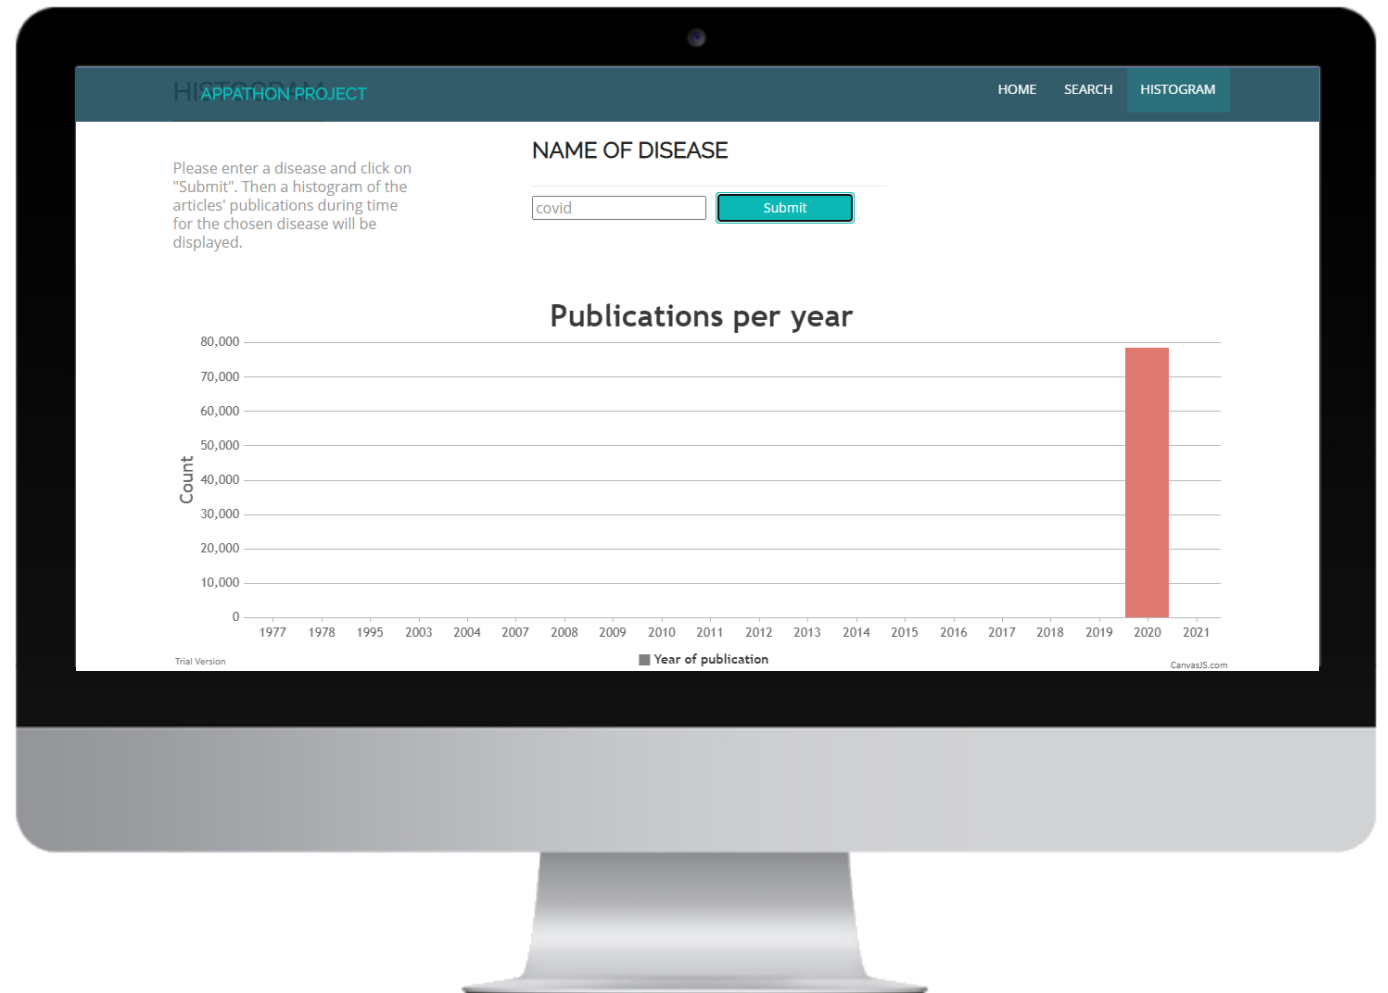 HISTOGRAM
APPATHON PROJECT
HOME SEARCH HISTOGRAM
Please enter a disease and click on
"Submit". Then a histogram of the
articles' publications during time
for the chosen disease will be
displayed.
NAME OF DISEASE
covid Submit
Publications per year
Count
80,000
70,000
60,000
50,000
40,000
30,000
20,000
10,000
0
1977 1978 1995 2003 2004 2007 2008 2009 2010 2011 2012 2013 2014 2015 2016 2017 2018 2019 2020 2021
Year of publication
Trial Version
CanvasJS.com